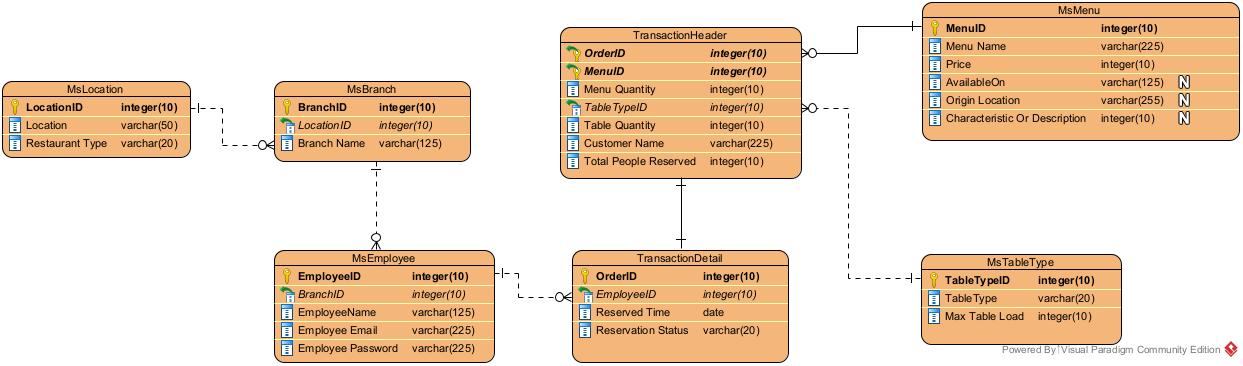 MsLocation
LocationID integer(10)
Location varchar(50)
Restaurant Type varchar(20)
MsBranch
BranchID integer(10)
LocationID integer(10)
Branch Name varchar(125)
TransactionHeader
OrderID integer(10)
MenuID integer(10)
Menu Quantity integer(10)
TableTypeID integer(10)
Table Quantity integer(10)
Customer Name varchar(225)
Total People Reserved integer(10)
MsMenu
MenuID integer(10)
Menu Name varchar(225)
Price integer(10)
AvailableOn varchar(125) N
Origin Location varchar(255) N
Characteristic Or Description integer(10) N
MsEmployee
EmployeeID integer(10)
BranchID integer(10)
EmployeeName varchar(125)
Employee Email varchar(225)
Employee Password varchar(225)
TransactionDetail
OrderID integer(10)
EmployeeID integer(10)
Reserved Time date
Reservation Status varchar(20)
MsTableType
TableTypeID integer(10)
TableType varchar(20)
Max Table Load integer(10)
Powered By Visual Paradigm Community Edition